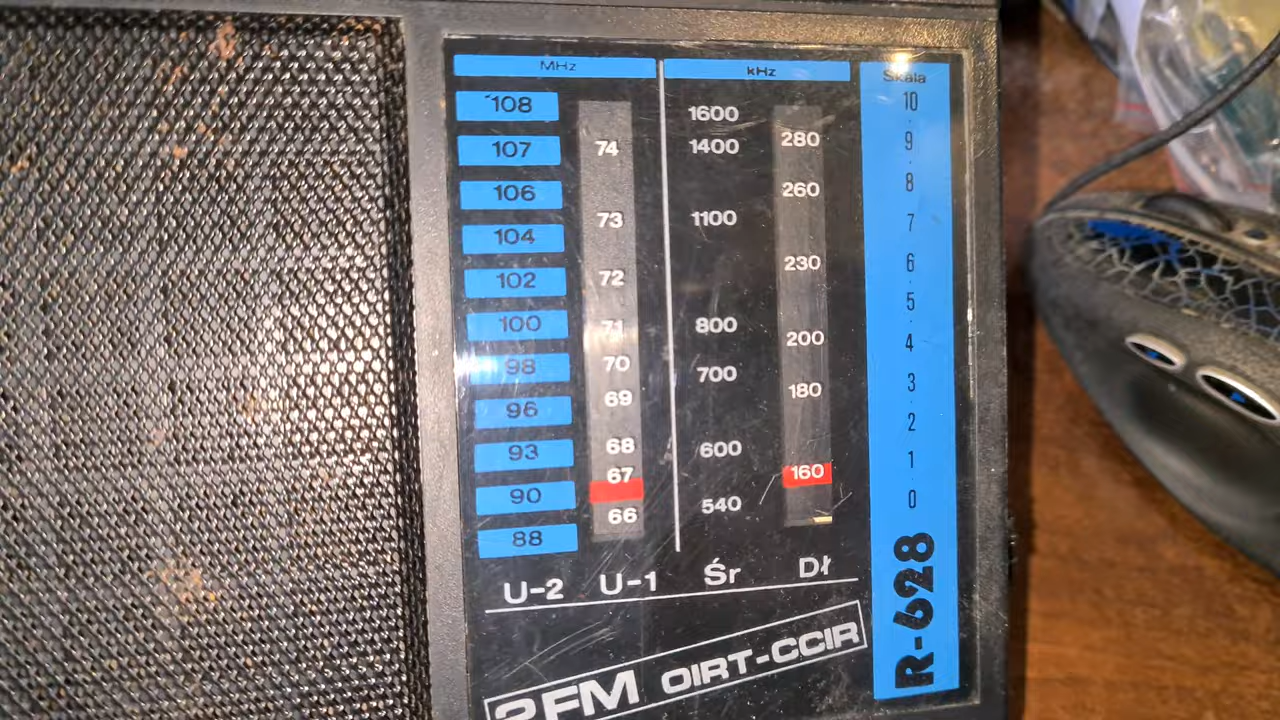 MHz kHz Skala
108 1600 10
107 74 1400 280 9
106 260 8
104 73 1100 7
102 72 230 6
100 71 800 200 5
98 70 700 4
96 69 180 3
93 68 600 2
90 67 160 1
88 66 540 0
U-2 U-1 Śr Dł
2 FM OIRT-CCIR
R-628